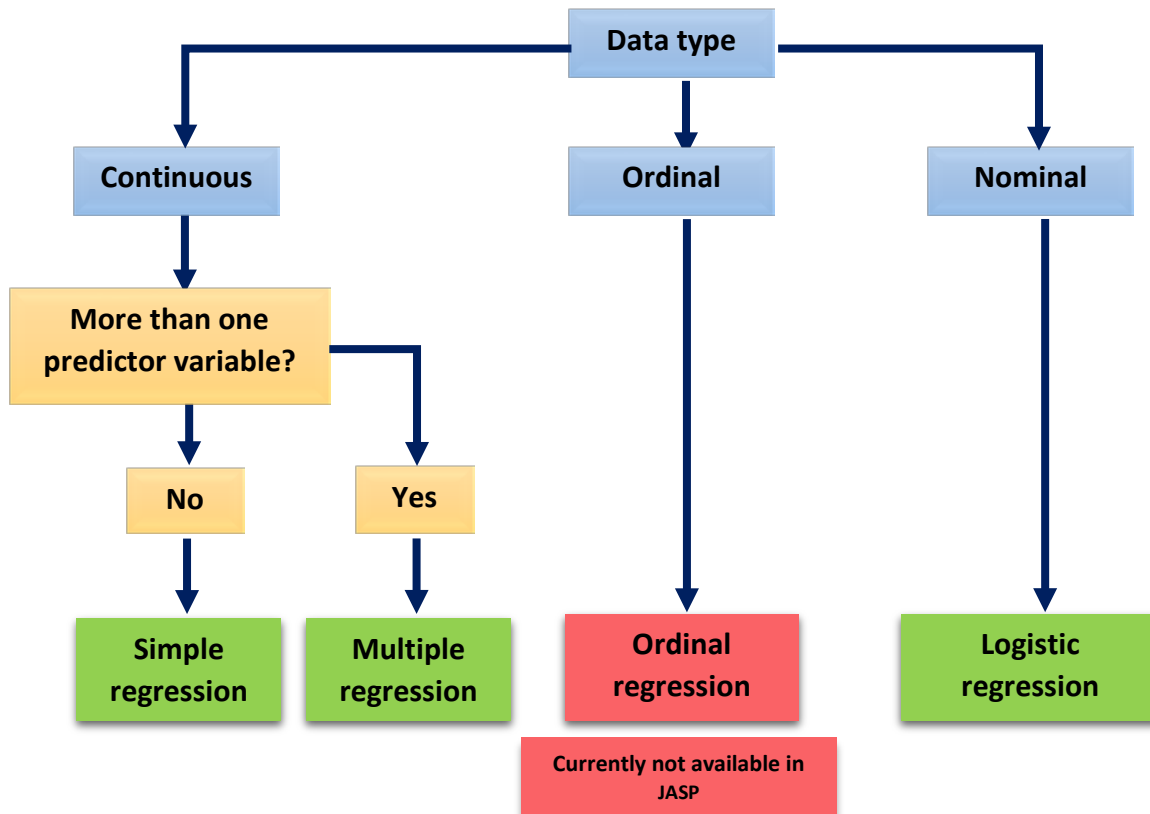 Data type
Continuous
Ordinal
Nominal
More than one
predictor variable?
No
Yes
Simple
regression
Multiple
regression
Ordinal
regression
Logistic
regression
Currently not available in
JASP